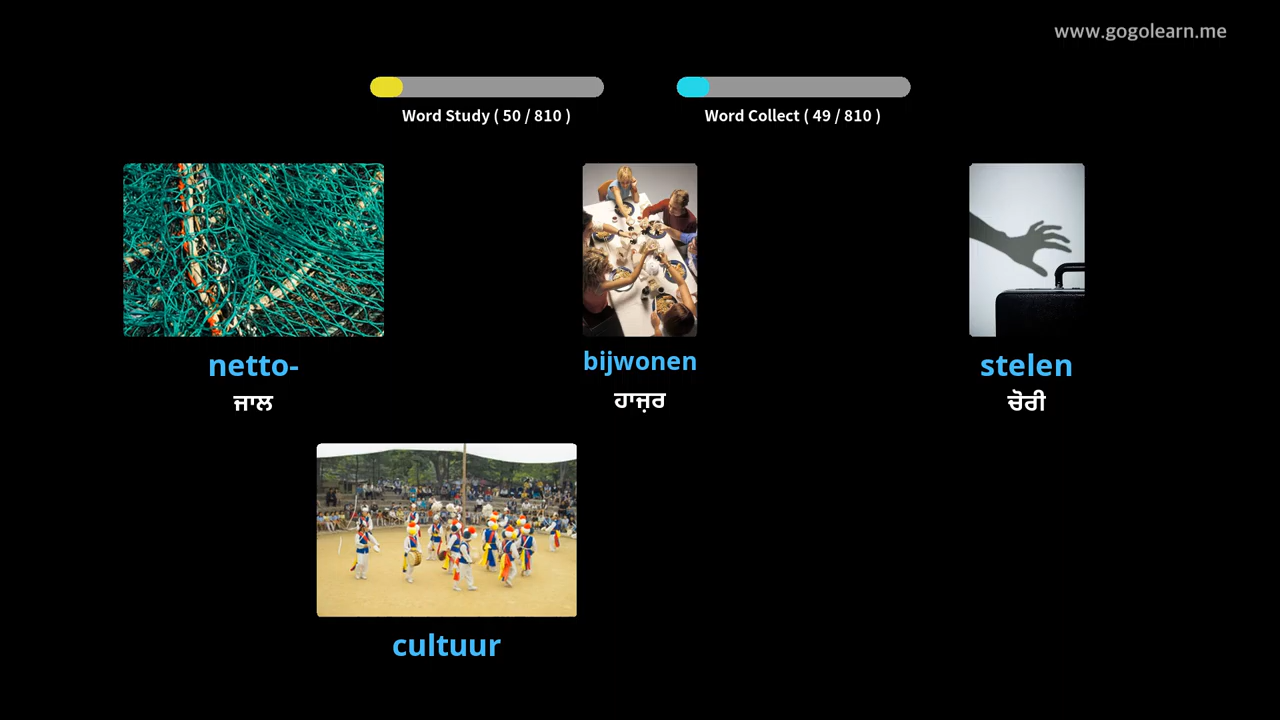 www.gogolearn.me
Word Study ( 50 / 810 )
Word Collect ( 49 / 810 )
netto-
ਜਾਲ
bijwonen
ਹਾਜ਼ਰ
stelen
ਚੋਰੀ
cultuur